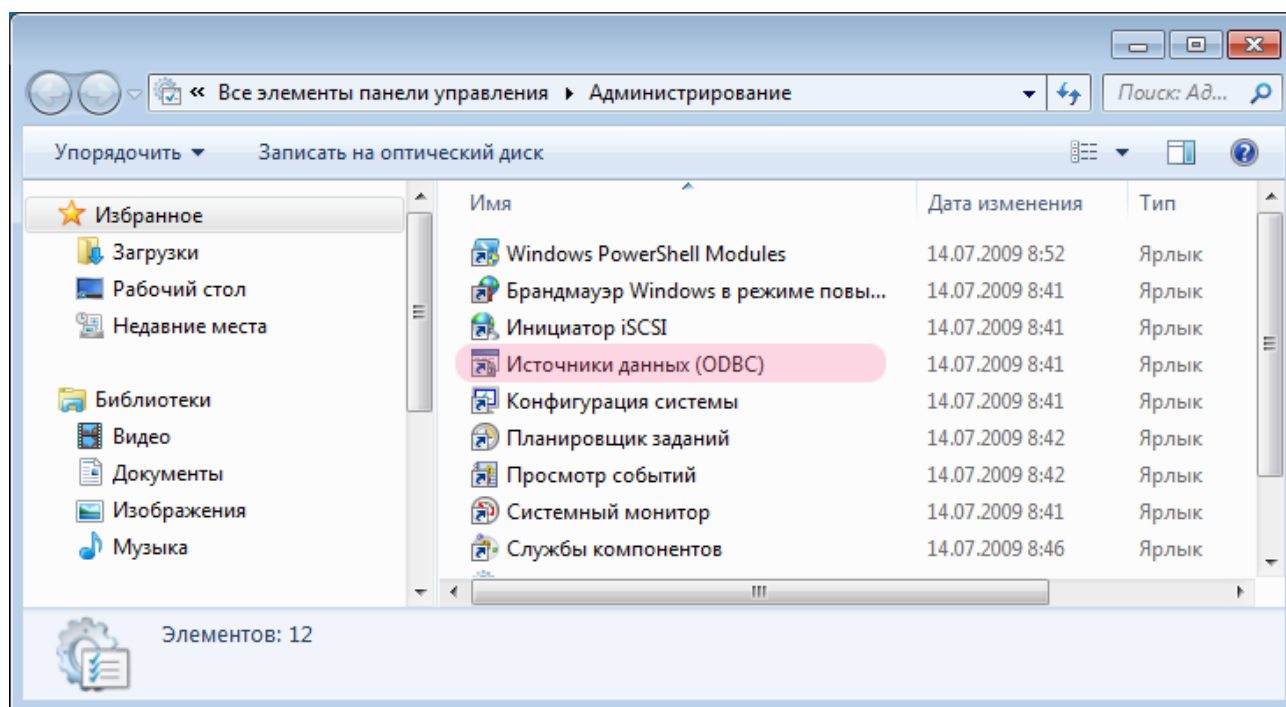 « Все элементы панели управления ▸ Администрирование
Поиск: Ад...
Упорядочить ▼ Записать на оптический диск
Избранное
Загрузки
Рабочий стол
Недавние места
Библиотеки
Видео
Документы
Изображения
Музыка
Имя Дата изменения Тип
Windows PowerShell Modules 14.07.2009 8:52 Ярлык
Брандмауэр Windows в режиме повы... 14.07.2009 8:41 Ярлык
Инициатор iSCSI 14.07.2009 8:41 Ярлык
Источники данных (ODBC) 14.07.2009 8:41 Ярлык
Конфигурация системы 14.07.2009 8:41 Ярлык
Планировщик заданий 14.07.2009 8:42 Ярлык
Просмотр событий 14.07.2009 8:42 Ярлык
Системный монитор 14.07.2009 8:41 Ярлык
Службы компонентов 14.07.2009 8:46 Ярлык
Элементов: 12